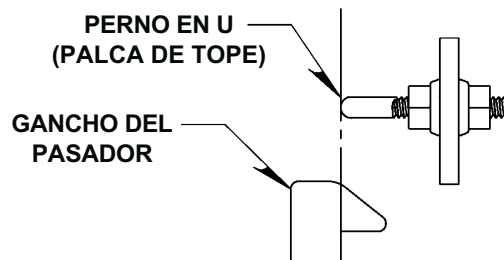 PERNO EN U
(PALCA DE TOPE)
GANCHO DEL
PASADOR